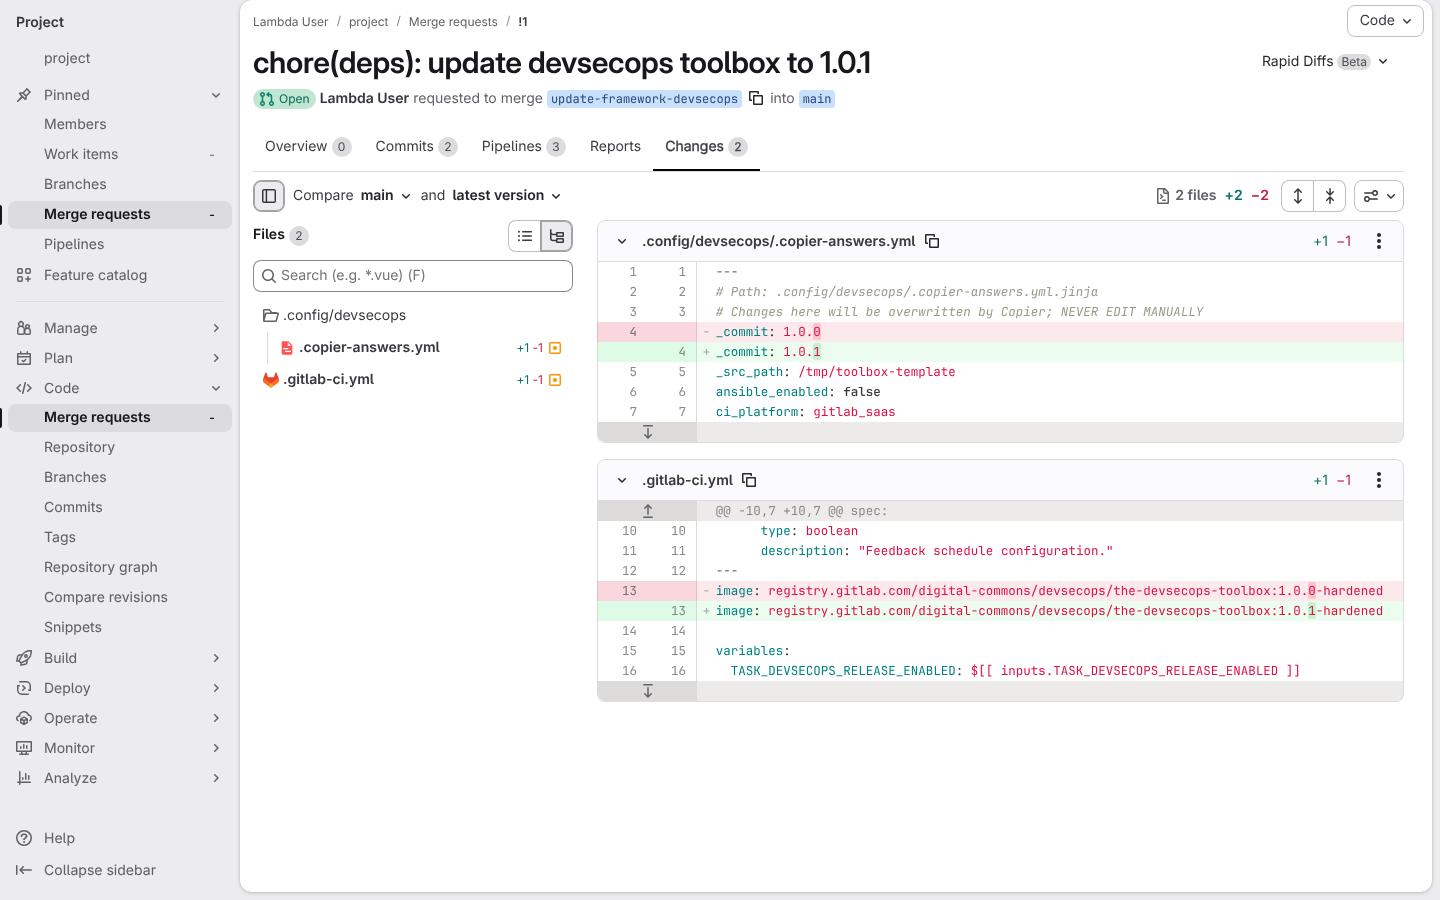 Project
project
Pinned
Members
Work items -
Branches
Merge requests -
Pipelines
Feature catalog
Manage
Plan
Code
Merge requests -
Repository
Branches
Commits
Tags
Repository graph
Compare revisions
Snippets
Build
Deploy
Operate
Monitor
Analyze
Help
Collapse sidebar
Lambda User / project / Merge requests / !1
Code
chore(deps): update devsecops toolbox to 1.0.1
Rapid Diffs Beta
Open Lambda User requested to merge update-framework-devsecops into main
Overview 0 Commits 2 Pipelines 3 Reports Changes 2
Compare main and latest version
2 files +2 −2
Files 2
Search (e.g. *.vue) (F)
.config/devsecops
.copier-answers.yml +1 -1
.gitlab-ci.yml +1 -1
.config/devsecops/.copier-answers.yml +1 −1
1 1 ---
2 2 # Path: .config/devsecops/.copier-answers.yml.jinja
3 3 # Changes here will be overwritten by Copier; NEVER EDIT MANUALLY
4 - _commit: 1.0.0
4 + _commit: 1.0.1
5 5 _src_path: /tmp/toolbox-template
6 6 ansible_enabled: false
7 7 ci_platform: gitlab_saas
.gitlab-ci.yml +1 −1
@@ -10,7 +10,7 @@ spec:
10 10 type: boolean
11 11 description: "Feedback schedule configuration."
12 12 ---
13 - image: registry.gitlab.com/digital-commons/devsecops/the-devsecops-toolbox:1.0.0-hardened
13 + image: registry.gitlab.com/digital-commons/devsecops/the-devsecops-toolbox:1.0.1-hardened
14 14
15 15 variables:
16 16 TASK_DEVSECOPS_RELEASE_ENABLED: $[[ inputs.TASK_DEVSECOPS_RELEASE_ENABLED ]]